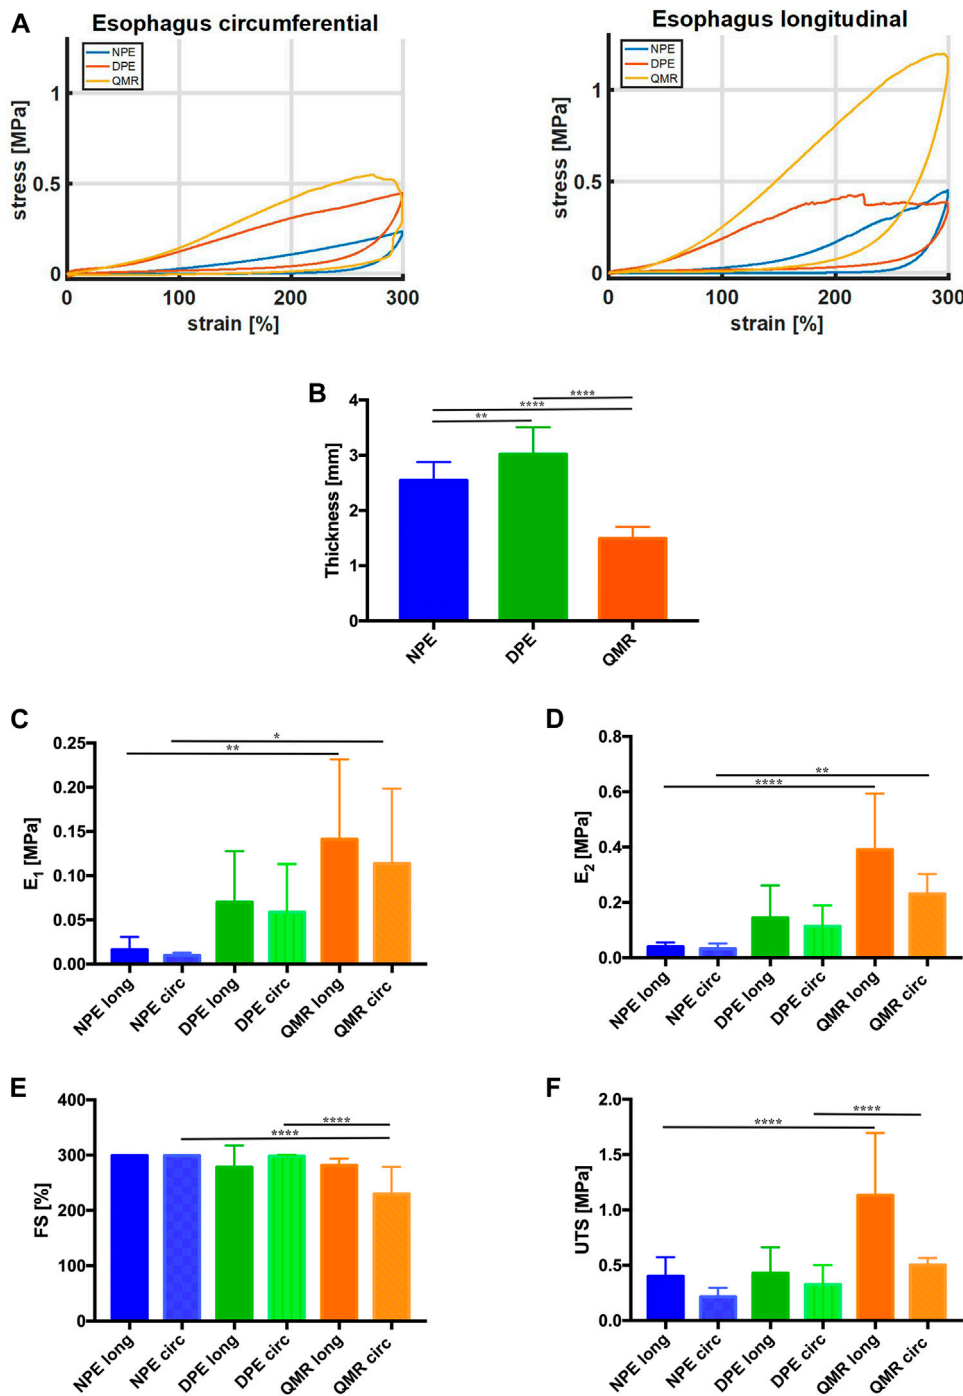 A
Esophagus circumferential
NPE
DPE
QMR
stress [MPa]
1
0.5
0
0 100 200 300
strain [%]
Esophagus longitudinal
NPE
DPE
QMR
stress [MPa]
1
0.5
0
0 100 200 300
strain [%]
B
****
****
**
Thickness [mm]
4
3
2
1
0
NPE DPE QMR
C
*
**
E1 [MPa]
0.25
0.20
0.15
0.10
0.05
0.00
NPE long NPE circ DPE long DPE circ QMR long QMR circ
D
**
****
E2 [MPa]
0.8
0.6
0.4
0.2
0.0
NPE long NPE circ DPE long DPE circ QMR long QMR circ
E
****
****
FS [%]
400
300
200
100
0
NPE long NPE circ DPE long DPE circ QMR long QMR circ
F
****
****
UTS [MPa]
2.0
1.5
1.0
0.5
0.0
NPE long NPE circ DPE long DPE circ QMR long QMR circ